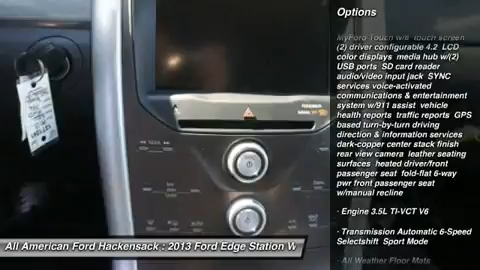 Options
MyFord Touch w/8 Touch screen
(2) driver configurable 4.2 LCD
color displays media hub w/(2)
USB ports SD card reader
audio/video input jack SYNC
services voice-activated
communications & entertainment
system w/911 assist vehicle
health reports traffic reports GPS
based turn-by-turn driving
direction & information services
dark-copper center stack finish
rear view camera leather seating
surfaces heated driver/front
passenger seat fold-flat 6-way
pwr front passenger seat
w/manual recline
· Engine 3.5L TI-VCT V6
· Transmission Automatic 6-Speed
Selectshift Sport Mode
· All Weather Floor Mats
All American Ford Hackensack : 2013 Ford Edge Station W